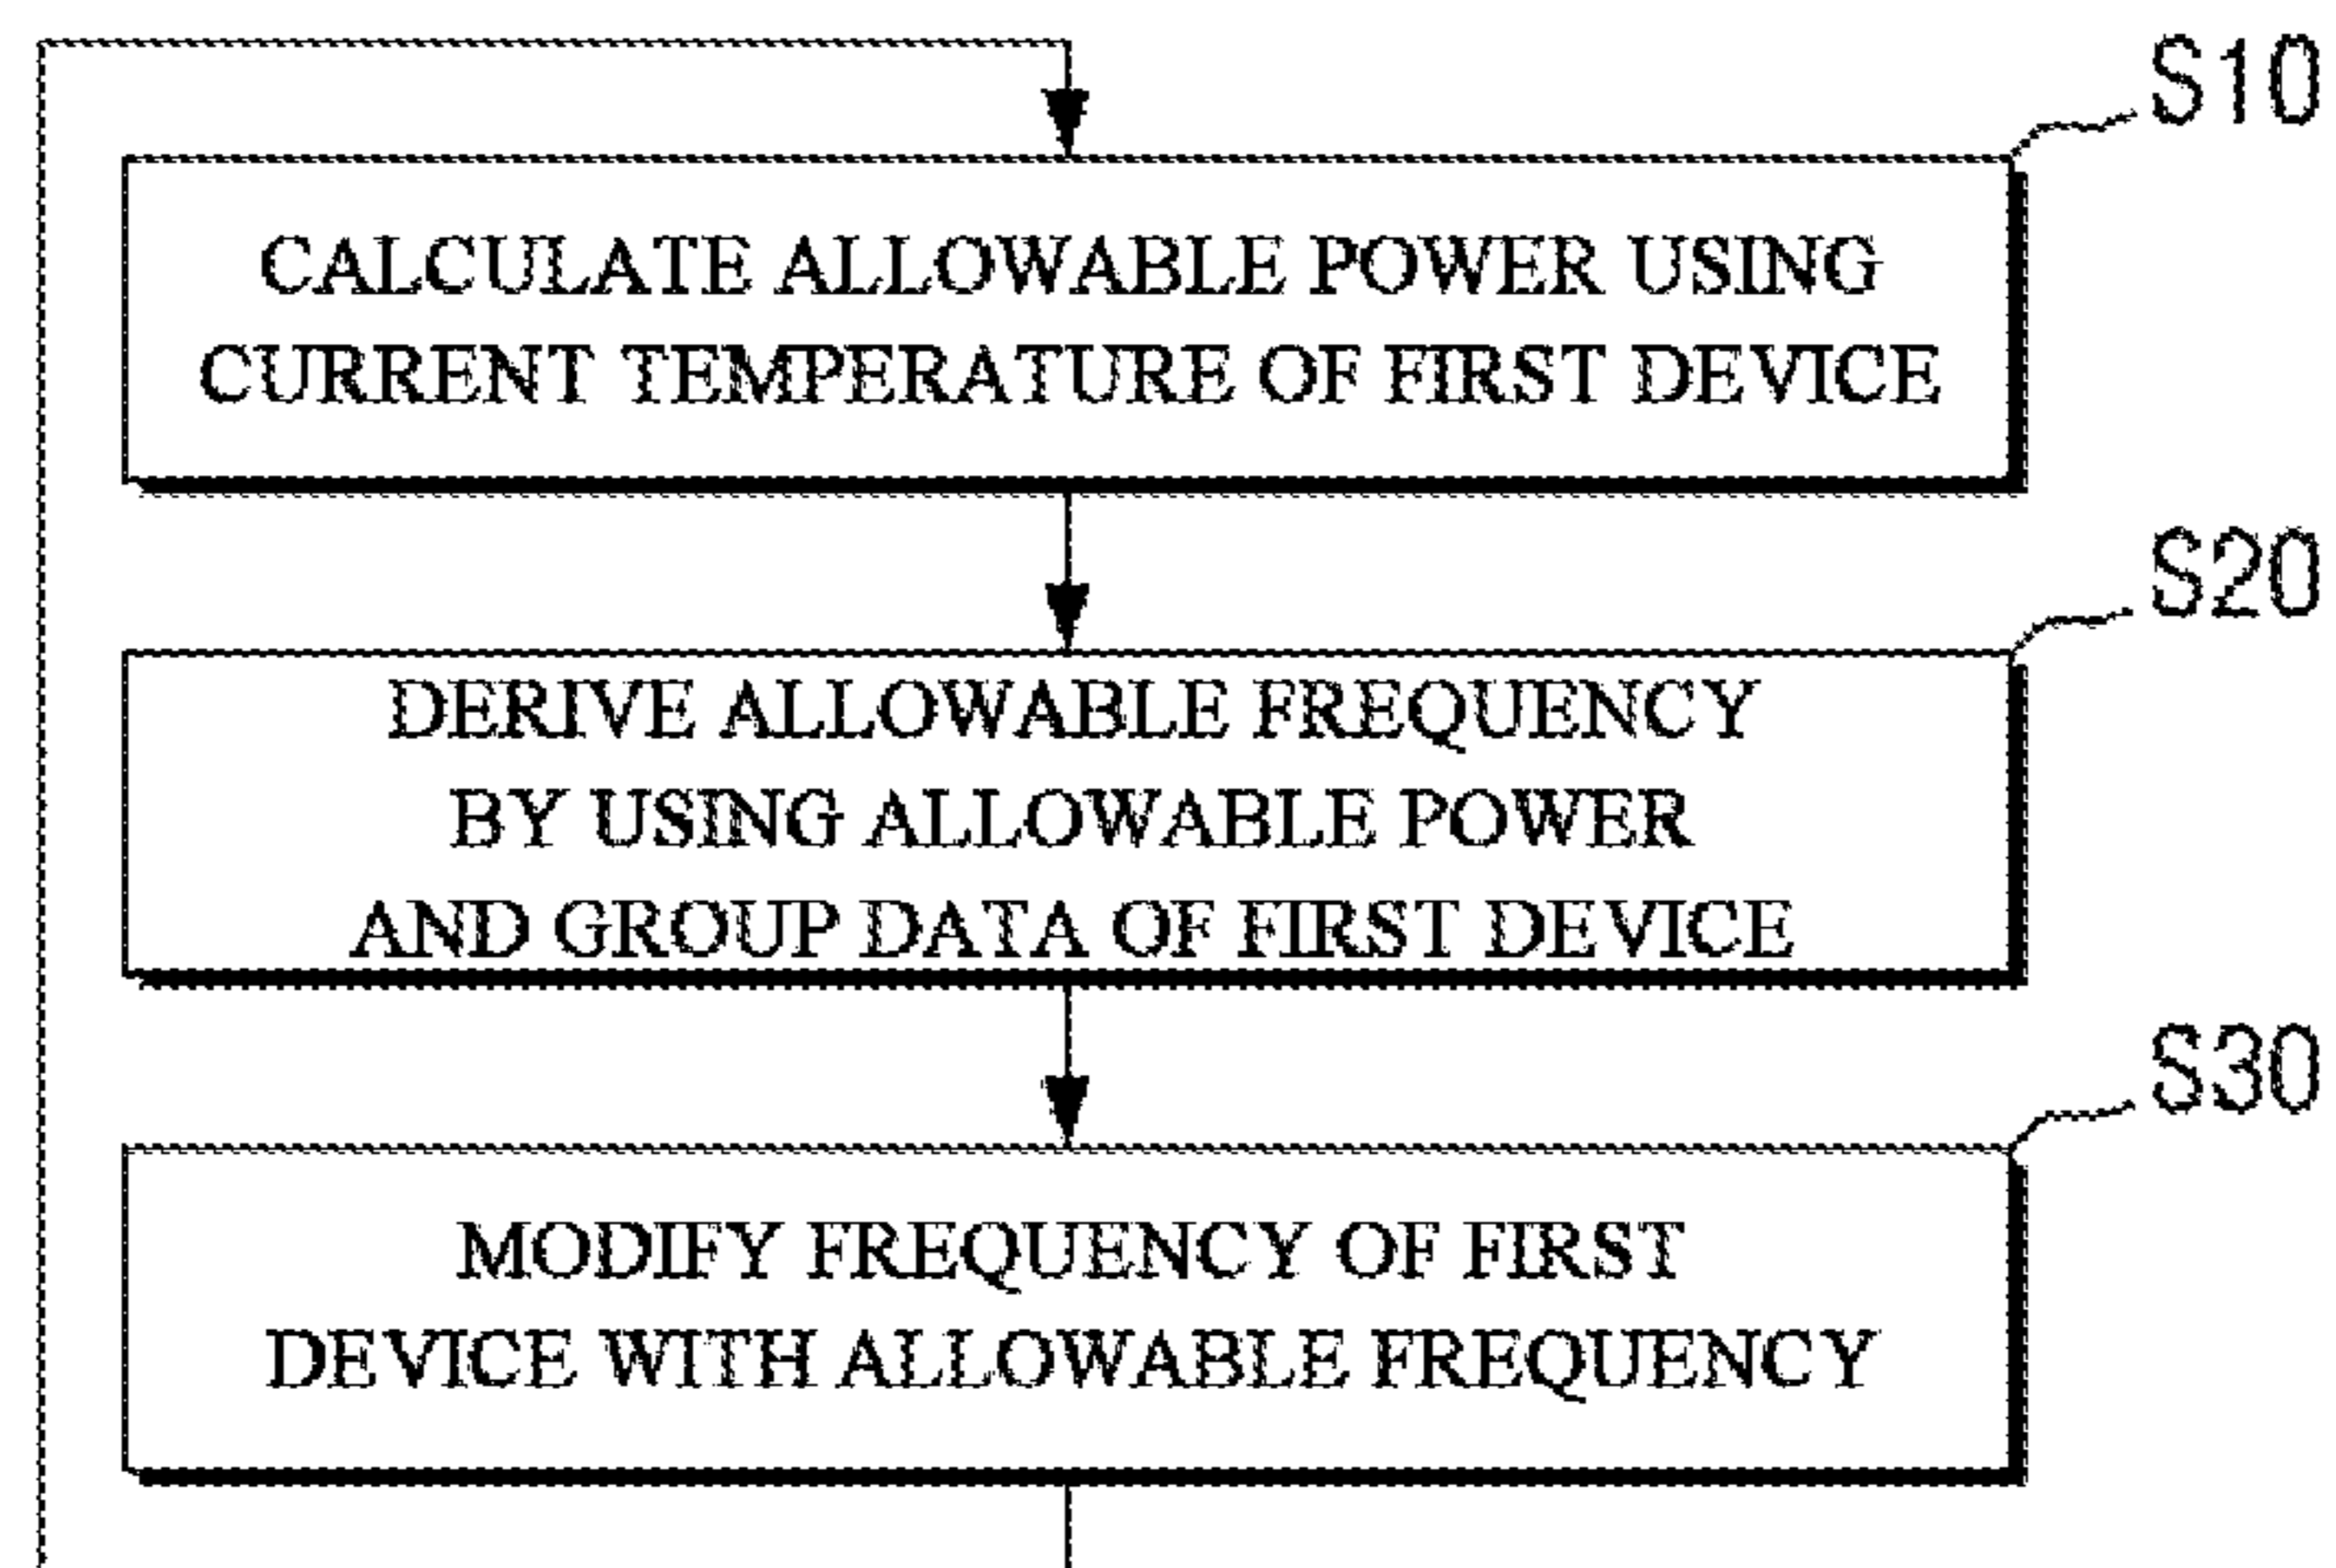 S10
CALCULATE ALLOWABLE POWER USING
CURRENT TEMPERATURE OF FIRST DEVICE
S20
DERIVE ALLOWABLE FREQUENCY
BY USING ALLOWABLE POWER
AND GROUP DATA OF FIRST DEVICE
S30
MODIFY FREQUENCY OF FIRST
DEVICE WITH ALLOWABLE FREQUENCY